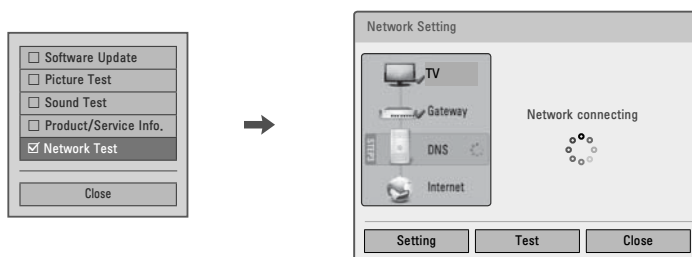 Software Update
Picture Test
Sound Test
Product/Service Info.
Network Test
Close
Network Setting
TV
Gateway
STEP3
DNS
Internet
Network connecting
Setting
Test
Close